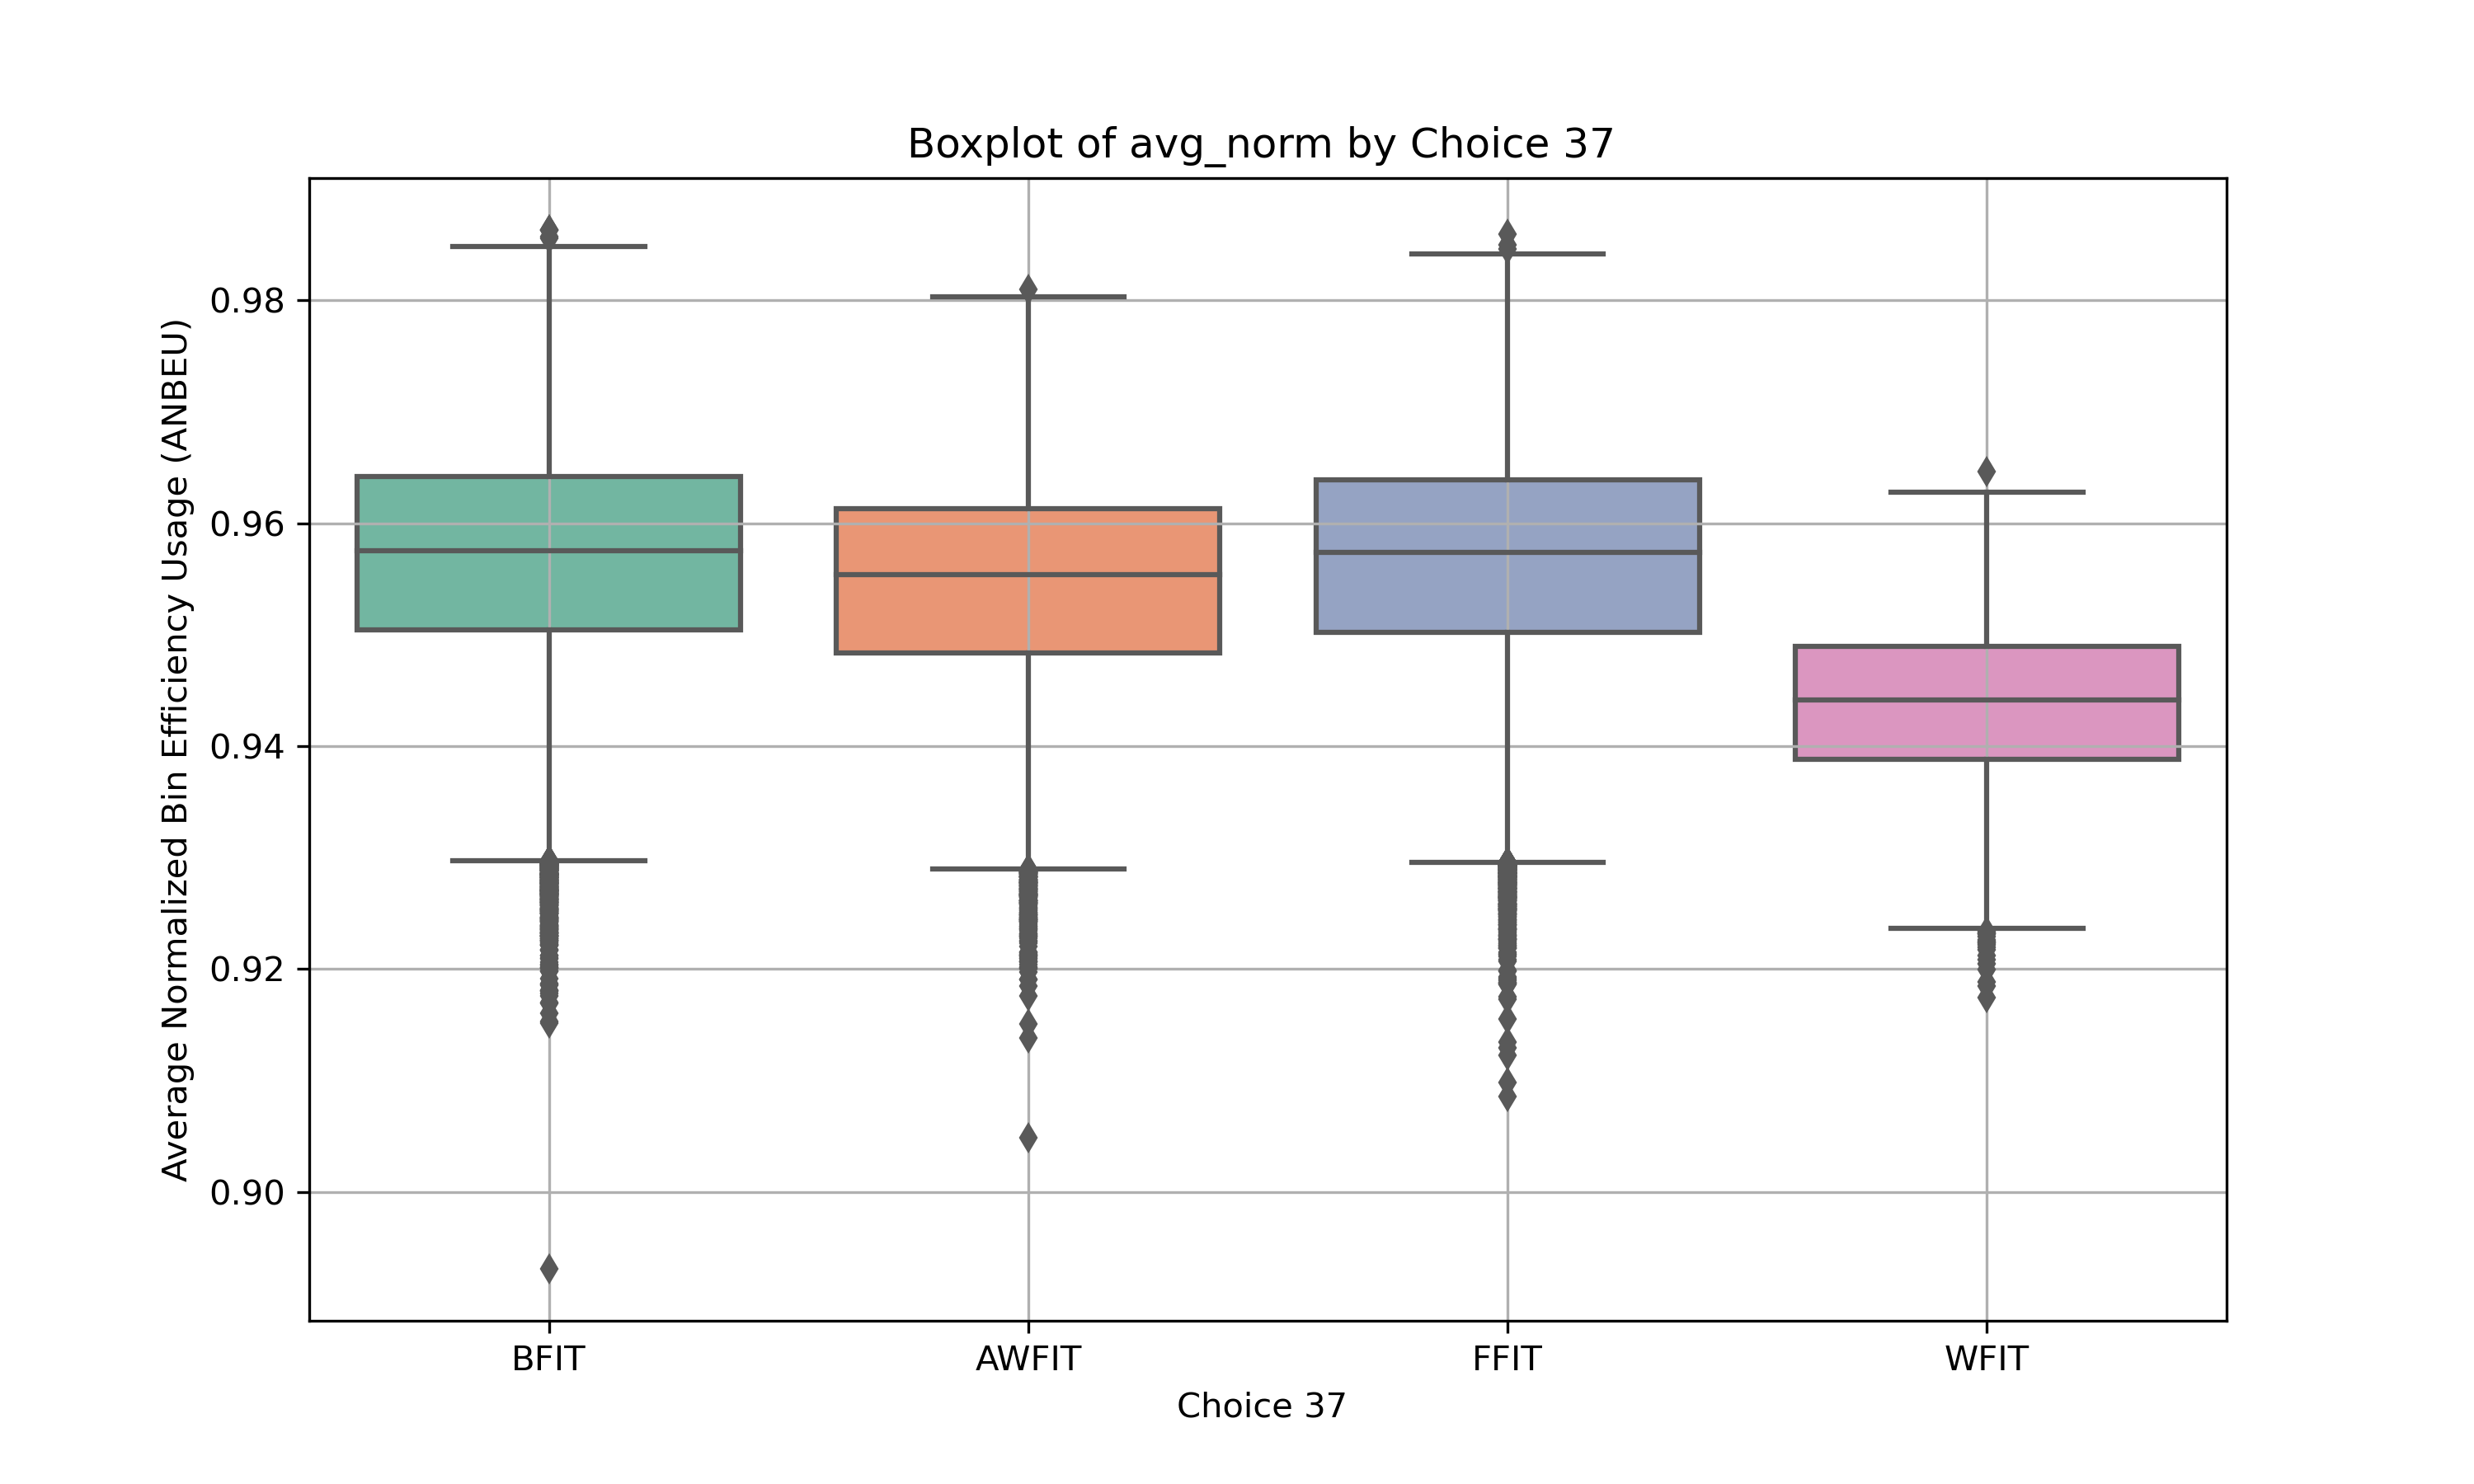 Boxplot of avg_norm by Choice 37
Average Normalized Bin Efficiency Usage (ANBEU)
0.98
0.96
0.94
0.92
0.90
BFIT AWFIT FFIT WFIT
Choice 37